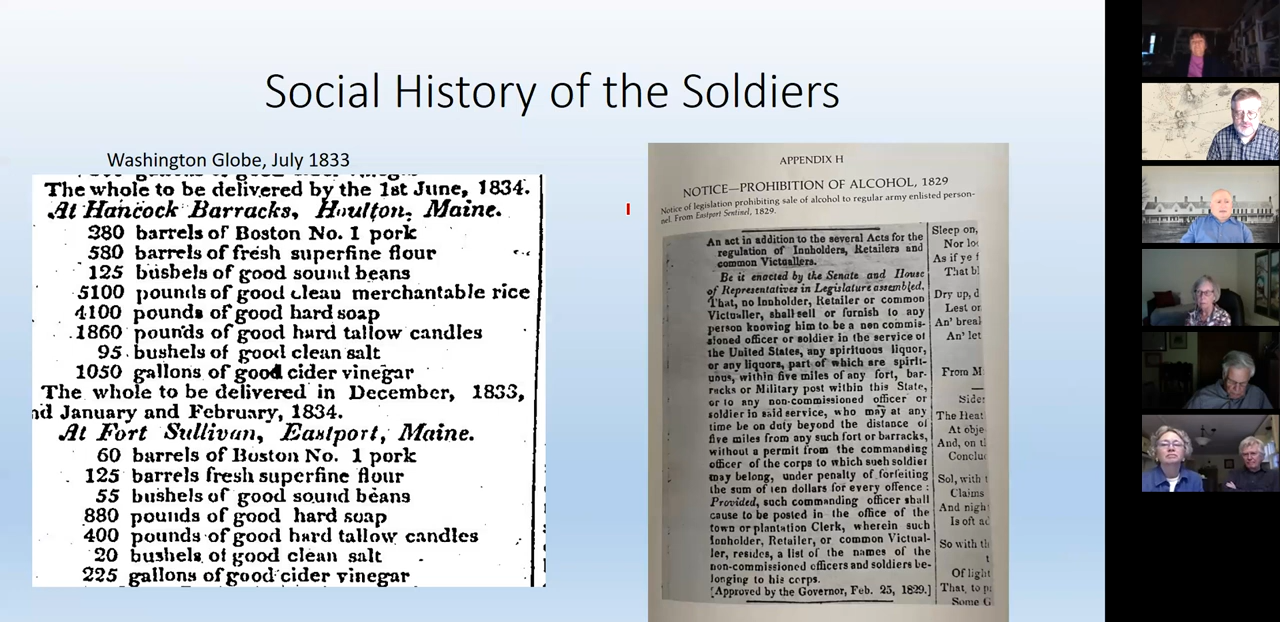 Social History of the Soldiers
Washington Globe, July 1833
The whole to be delivered by the 1st June, 1834.
At Hancock Barracks, Houlton, Maine.
280 barrels of Boston No. 1 pork
580 barrels of fresh superfine flour
125 bushels of good sound beans
5100 pounds of good clean merchantable rice
4100 pounds of good hard soap
1860 pounds of good hard tallow candles
95 bushels of good clean salt
1050 gallons of good cider vinegar
The whole to be delivered in December, 1833,
nd January and February, 1834.
At Fort Sullivan, Eastport, Maine.
60 barrels of Boston No. 1 pork
125 barrels fresh superfine flour
55 bushels of good sound beans
880 pounds of good hard soap
400 pounds of good hard tallow candles
20 bushels of good clean salt
225 gallons of good cider vinegar
APPENDIX H
NOTICE—PROHIBITION OF ALCOHOL, 1829
Notice of legislation prohibiting sale of alcohol to regular army enlisted person-
nel. From Eastport Sentinel, 1829.
An act in addition to the several Acts for the
regulation of Innholders, Retailers and
common Victuallers.
Be it enacted by the Senate and House
of Representatives in Legislature assembled,
That, no Inholder, Retailer or common
Victualler, shall sell or furnish to any
person knowing him to be a non commis-
sioned officer or soldier in the service of
the United States, any spirituous liquor,
or any liquors, part of which are spirit-
uous, within five miles of any fort, bar-
racks or Military post within this State,
or to any non-commissioned officer or
soldier in said service, who may at any
time be on duty beyond the distance of
five miles from any such fort or barracks,
without a permit from the commanding
officer of the corps to which such soldier
may belong, under penalty of forfeiting
the sum of ten dollars for every offence :
Provided, such commanding officer shall
cause to be posted in the office of the
town or plantation Clerk, wherein such
Innholder, Retailer, or common Victual-
ler, resides, a list of the names of the
non-commissioned officers and soldiers be-
longing to his corps.
[Approved by the Governor, Feb. 25, 1829.]
Sleep on,
Nor lo
As if ye
That bl
Dry up, d
Lest or
An' break
An' let
From M
Side
The Heat
At obje
And, on t
Conclu
Sol, with
Claims
And nigh
Is oft
So with th
t
Of light
That, to
Some G